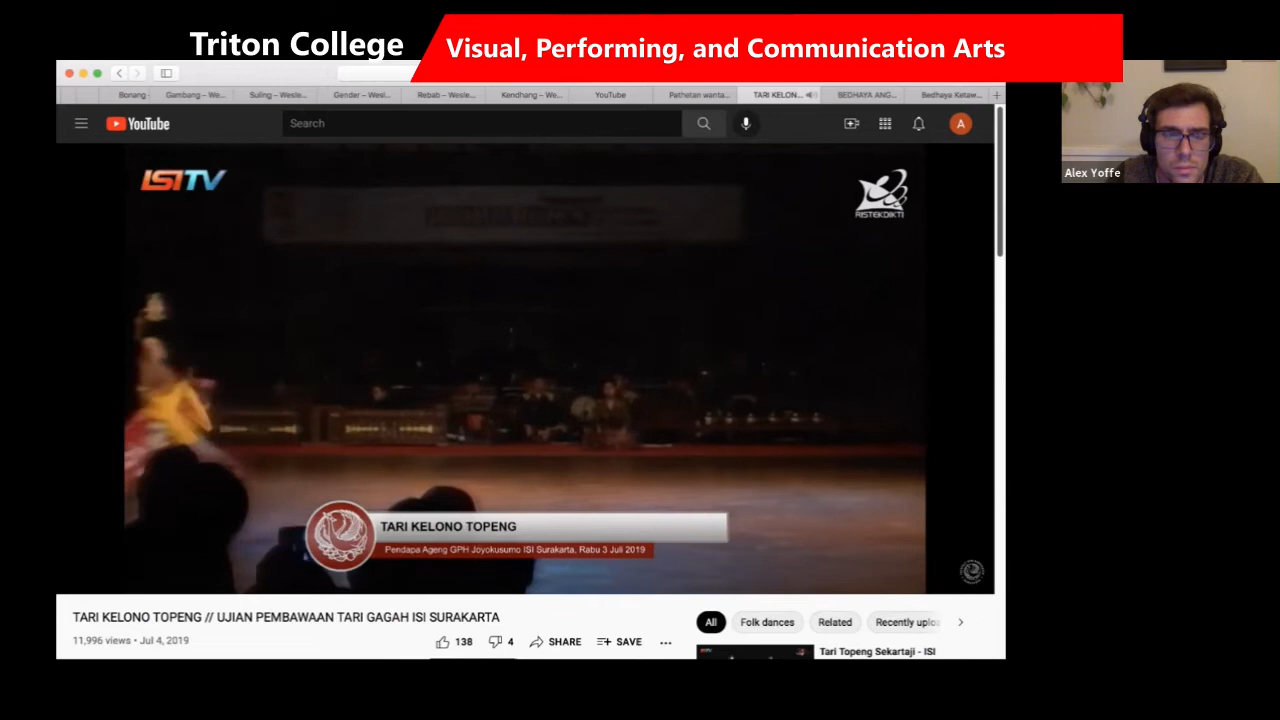 Triton College
Visual, Performing, and Communication Arts
Bonang
Gambang – We...
Suling – Wesle...
Gender – Wesl...
Rebab – Wesle...
Kendhang – We...
YouTube
Pathetan wanta...
TARI KELON...
BEDHAYA ANG...
Bedhaya Ketaw...
YouTube
Search
A
ISITV
RISTEKDIKTI
Alex Yoffe
TARI KELONO TOPENG
Pendapa Ageng GPH Joyokusumo ISI Surakarta, Rabu 3 Juli 2019
TARI KELONO TOPENG // UJIAN PEMBAWAAN TARI GAGAH ISI SURAKARTA
11,996 views • Jul 4, 2019
138
4
SHARE
SAVE
All
Folk dances
Related
Recently uploa
Tari Topeng Sekartaji - ISI